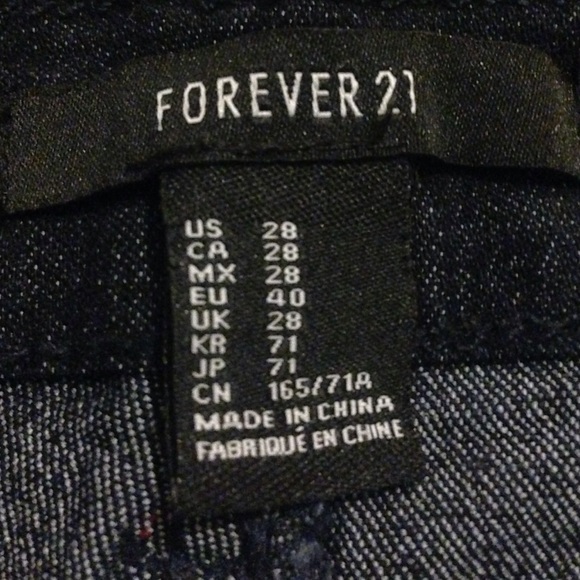 FOREVER 21
US 28
CA 28
MX 28
EU 40
UK 28
KR 71
JP 71
CN 165/71A
MADE IN CHINA
FABRIQUÉ EN CHINE